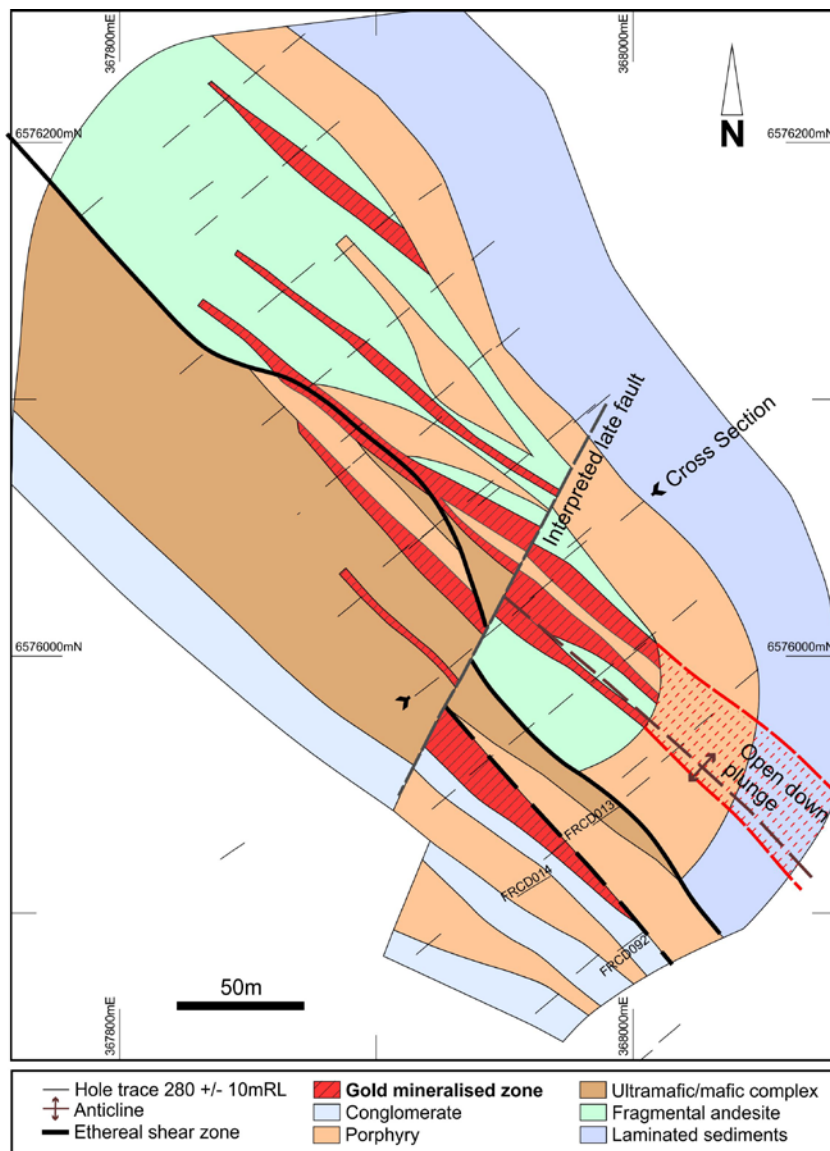 367800mE
368000mE
6576200mN
6576200mN
N
Interpreted late fault
Cross Section
6576000mN
6576000mN
Open down
plunge
FRCD013
FRCD014
FRCD092
50m
367800mE
368000mE
Hole trace 280 +/- 10mRL
Anticline
Ethereal shear zone
Gold mineralised zone
Conglomerate
Porphyry
Ultramafic/mafic complex
Fragmental andesite
Laminated sediments